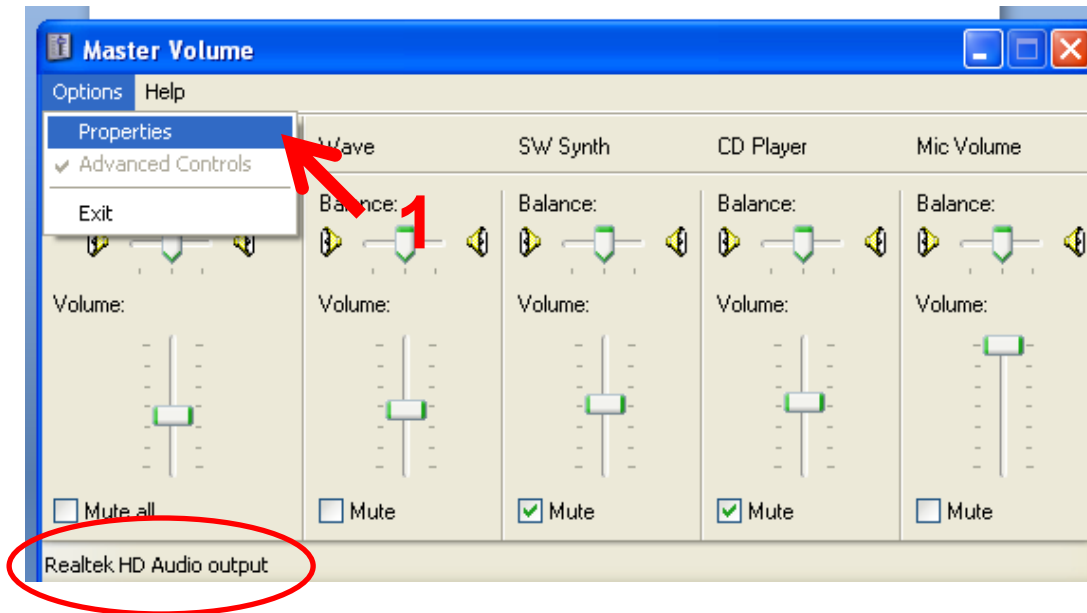 Master Volume
Options Help
Properties
Advanced Controls
Exit
Wave SW Synth CD Player Mic Volume
1
Balance: Balance: Balance: Balance:
Volume: Volume: Volume: Volume: Volume:
Mute all Mute Mute Mute Mute
Realtek HD Audio output